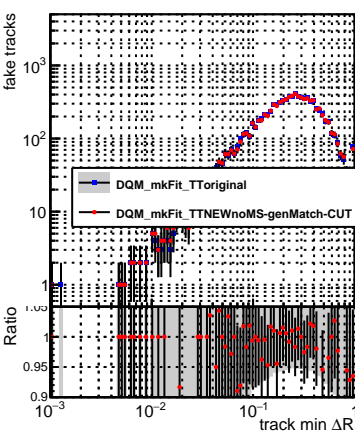 fake tracks
10³
10²
10
1
DQM_mkFit_TToriginal
DQM_mkFit_TTNEWnoMS-genMatch-CUT
Ratio
1.05
1
0.95
0.9
10⁻³
10⁻²
10⁻¹
1
track min ΔR